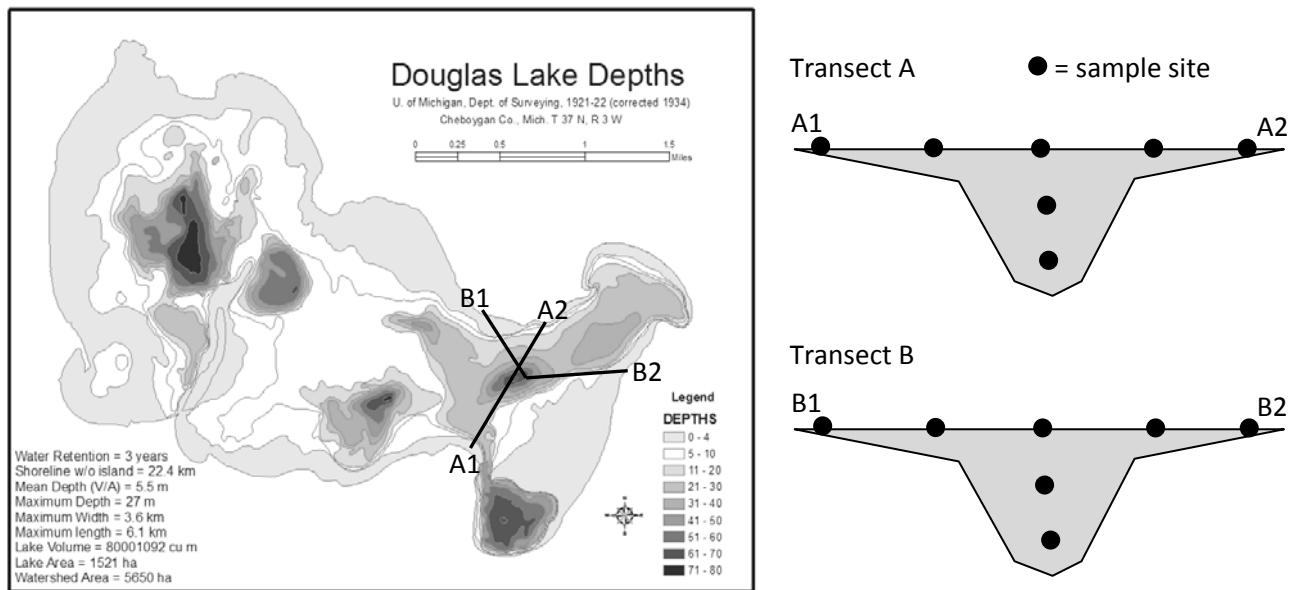 Douglas Lake Depths
U. of Michigan, Dept. of Surveying, 1921-22 (corrected 1934)
Cheboygan Co., Mich. T 37 N, R 3 W
0 0.25 0.5 1 1.5
Miles
B1
A2
B2
A1
Legend
DEPTHS
0 - 4
5 - 10
11 - 20
21 - 30
31 - 40
41 - 50
51 - 60
61 - 70
71 - 80
Water Retention = 3 years
Shoreline w/o island = 22.4 km
Mean Depth (V/A) = 5.5 m
Maximum Depth = 27 m
Maximum Width = 3.6 km
Maximum length = 6.1 km
Lake Volume = 80001092 cu m
Lake Area = 1521 ha
Watershed Area = 5650 ha
Transect A
= sample site
A1
A2
Transect B
B1
B2